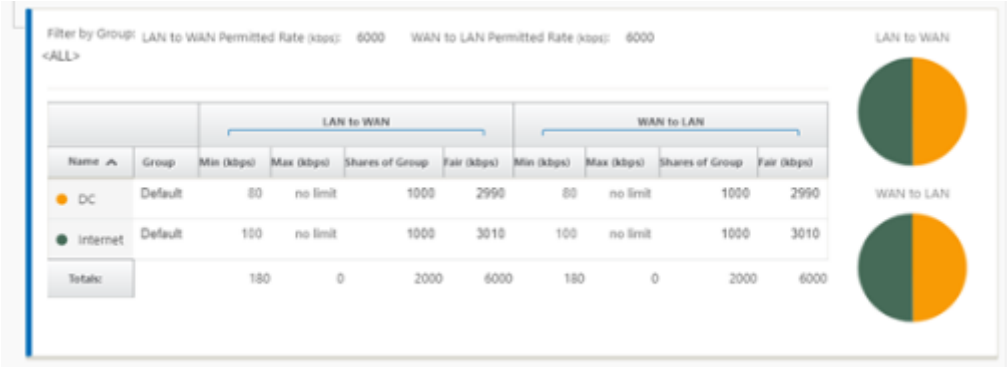 Filter by Group: LAN to WAN Permitted Rate (kbps): 6000 WAN to LAN Permitted Rate (kbps): 6000
<ALL>
LAN to WAN
LAN to WAN WAN to LAN
Name Group Min (kbps) Max (kbps) Shares of Group Fair (kbps) Min (kbps) Max (kbps) Shares of Group Fair (kbps)
DC Default 80 no limit 1000 2990 80 no limit 1000 2990
WAN to LAN
Internet Default 100 no limit 1000 3010 100 no limit 1000 3010
Totals: 180 0 2000 6000 180 0 2000 6000